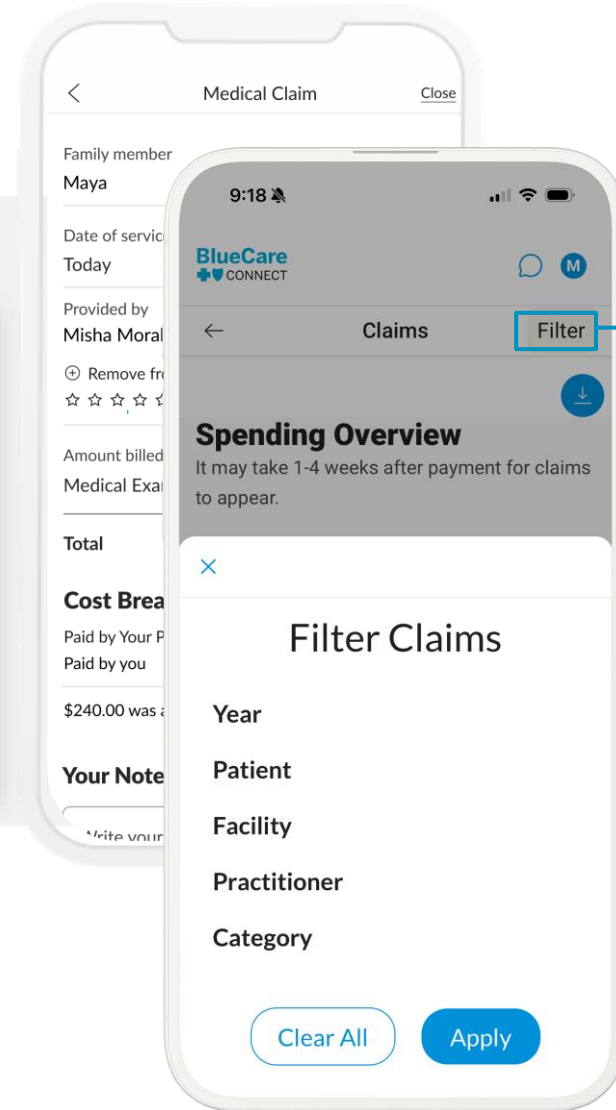 Medical Claim
Close
Family member
Maya
Date of servic
Today
Provided by
Misha Moral
Remove fr
Amount billed
Medical Exa
Total
Cost Brea
Paid by Your P
Paid by you
$240.00 was a
Your Note
Write your
9:18
BlueCare
CONNECT
M
Claims
Filter
Spending Overview
It may take 1-4 weeks after payment for claims
to appear.
Filter Claims
Year
Patient
Facility
Practitioner
Category
Clear All
Apply